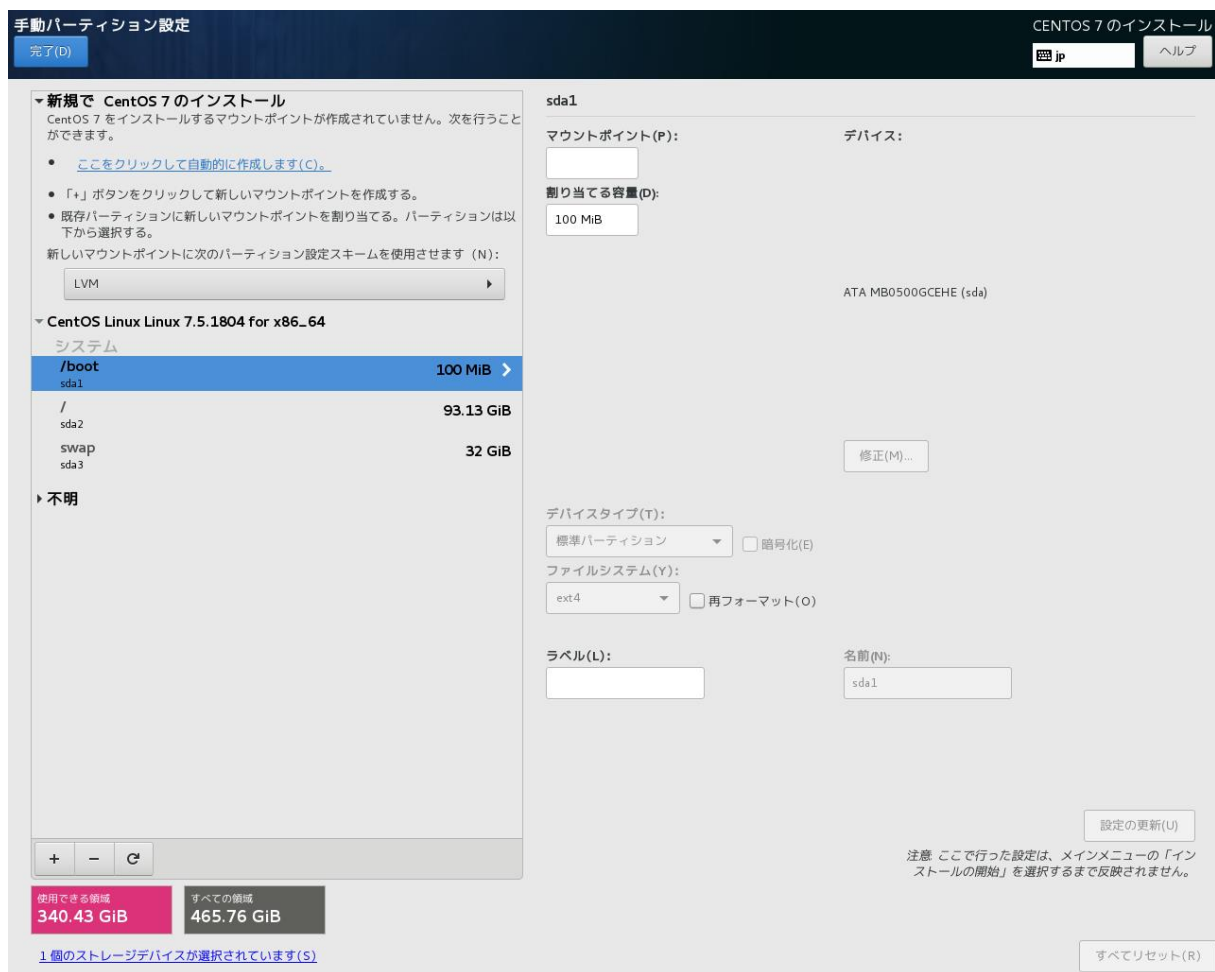 手動パーティション設定
CENTOS 7 のインストール
完了(D)
jp
ヘルプ
新規で CentOS 7 のインストール
CentOS 7 をインストールするマウントポイントが作成されていません。次を行うこと
ができます。
• ここをクリックして自動的に作成します(C)。
• 「+」ボタンをクリックして新しいマウントポイントを作成する。
• 既存パーティションに新しいマウントポイントを割り当てる。パーティションは以
下から選択する。
新しいマウントポイントに次のパーティション設定スキームを使用させます (N):
LVM
CentOS Linux Linux 7.5.1804 for x86_64
システム
/boot
100 MiB
sda1
/
93.13 GiB
sda2
swap
32 GiB
sda3
不明
+ −
使用できる領域
340.43 GiB
すべての領域
465.76 GiB
1 個のストレージデバイスが選択されています(S)
sda1
マウントポイント(P):
デバイス:
割り当てる容量(D):
100 MiB
ATA MB0500GCEHE (sda)
修正(M)...
デバイスタイプ(T):
標準パーティション
暗号化(E)
ファイルシステム(Y):
ext4
再フォーマット(O)
ラベル(L):
名前(N):
sda1
設定の更新(U)
注意: ここで行った設定は、メインメニューの「イン
ストールの開始」を選択するまで反映されません。
すべてリセット(R)